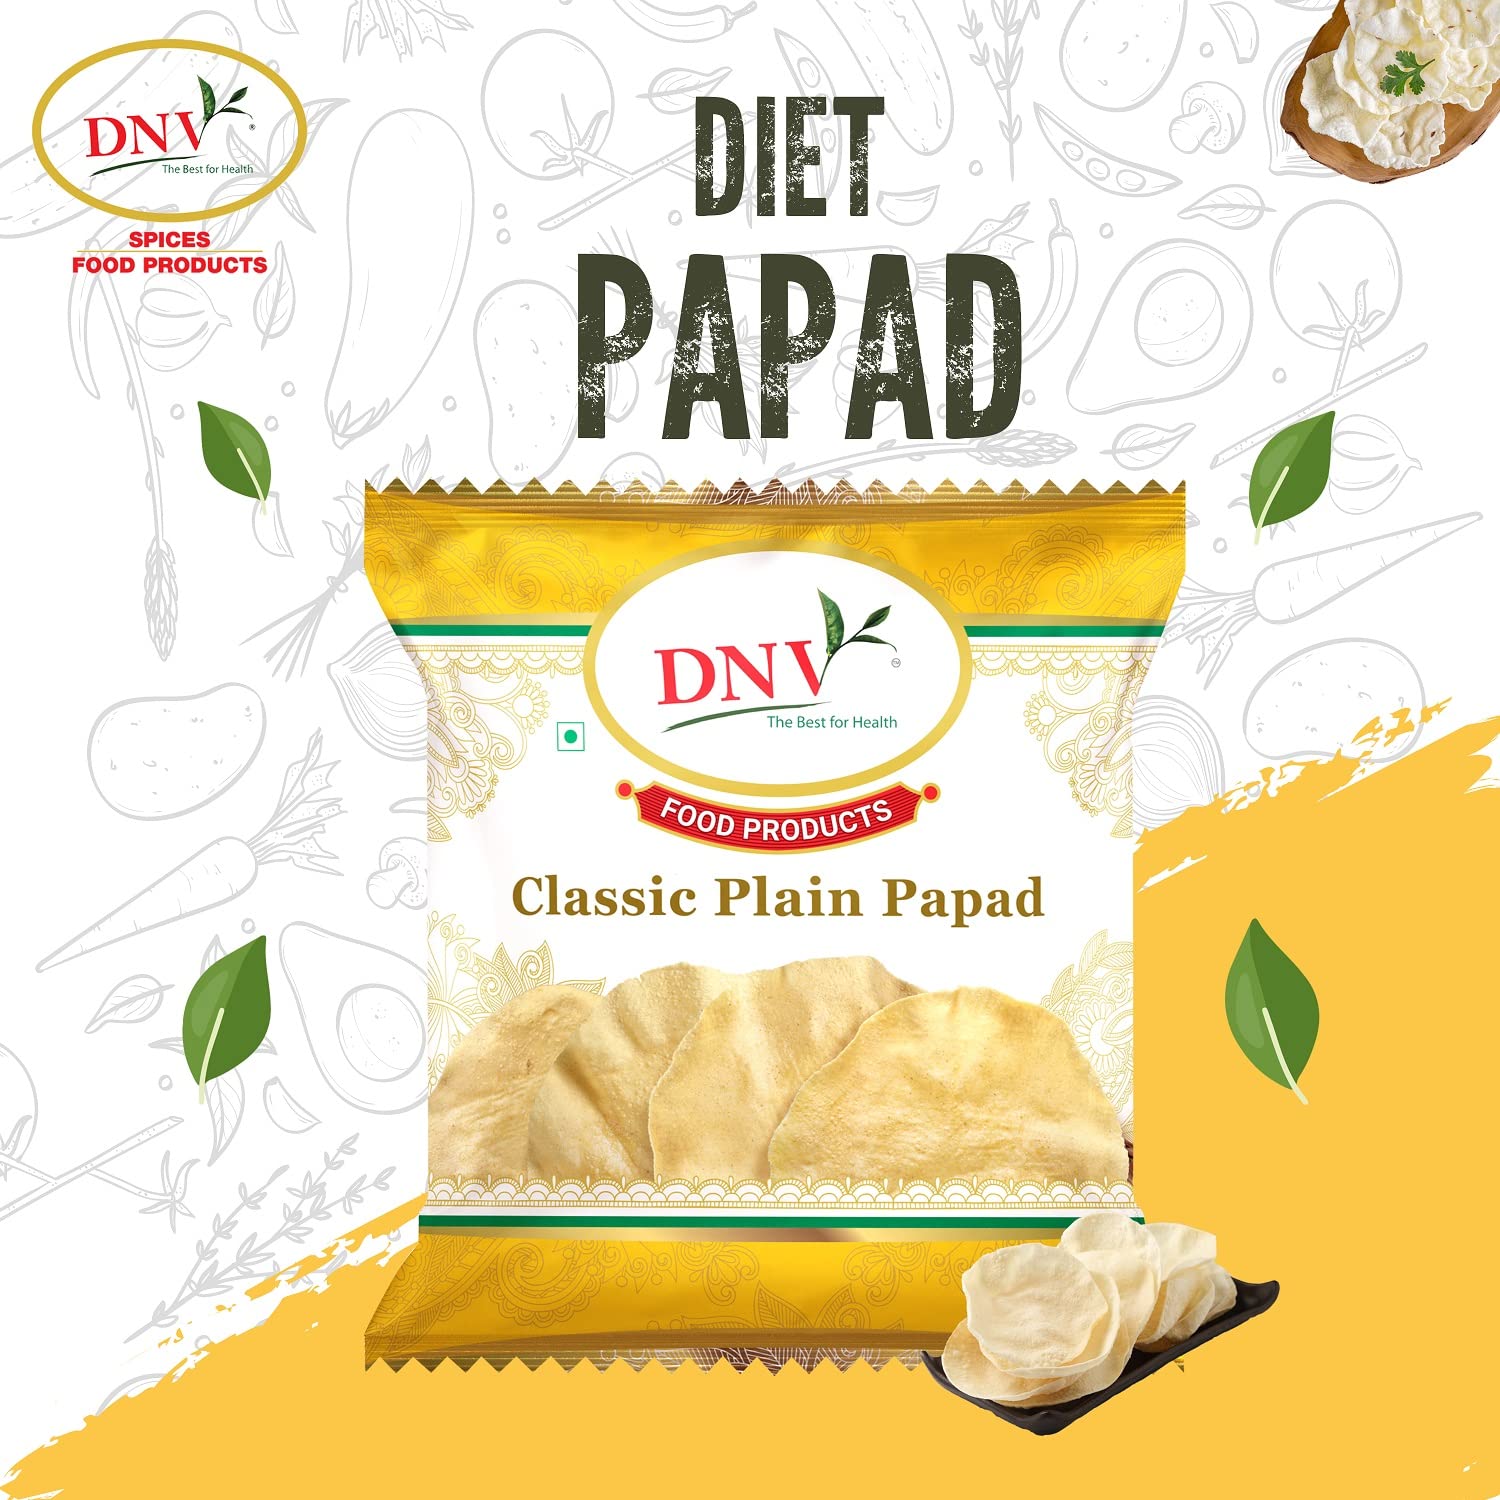 DNV
®
The Best for Health
SPICES
FOOD PRODUCTS
DIET
PAPAD
DNV
TM
The Best for Health
FOOD PRODUCTS
Classic Plain Papad